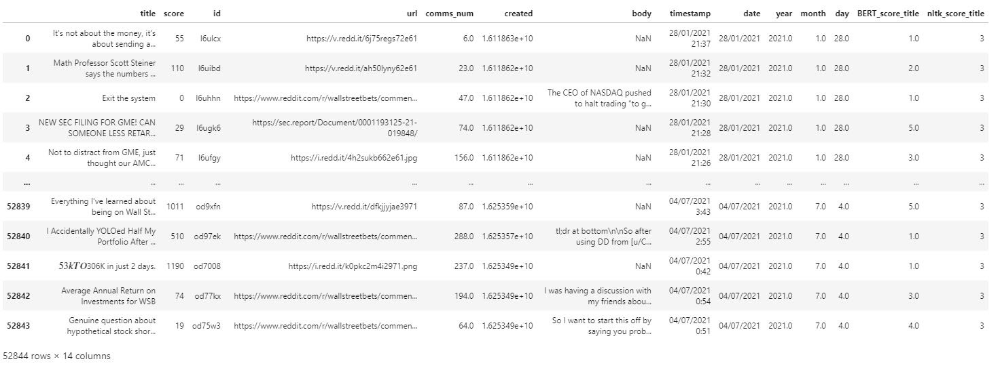 title score id url comms_num created body timestamp date year month day BERT_score_title nltk_score_title
0 It's not about the money, it's about sending a... 55 l6ulcx https://v.redd.it/6j75regs72e61 6.0 1.611863e+10 NaN 28/01/2021 21:37 28/01/2021 2021.0 1.0 28.0 1.0 3
1 Math Professor Scott Steiner says the numbers ... 110 l6uibd https://v.redd.it/ah50lyny62e61 23.0 1.611862e+10 NaN 28/01/2021 21:32 28/01/2021 2021.0 1.0 28.0 2.0 3
2 Exit the system 0 l6uhhn https://www.reddit.com/r/wallstreetbets/commen... 47.0 1.611862e+10 The CEO of NASDAQ pushed to halt trading “to g... 28/01/2021 21:30 28/01/2021 2021.0 1.0 28.0 1.0 3
3 NEW SEC FILING FOR GME! CAN SOMEONE LESS RETAR... 29 l6ugk6 https://sec.report/Document/0001193125-21-019848/ 74.0 1.611862e+10 NaN 28/01/2021 21:28 28/01/2021 2021.0 1.0 28.0 5.0 3
4 Not to distract from GME, just thought our AMC... 71 l6ufgy https://i.redd.it/4h2sukb662e61.jpg 156.0 1.611862e+10 NaN 28/01/2021 21:26 28/01/2021 2021.0 1.0 28.0 3.0 3
... ... ... ... ... ... ... ... ... ... ... ... ... ... ...
52839 Everything I've learned about being on Wall St... 1011 od9xfn https://v.redd.it/dfkjjyjae3971 87.0 1.625359e+10 NaN 04/07/2021 3:43 04/07/2021 2021.0 7.0 4.0 5.0 3
52840 I Accidentally YOLOed Half My Portfolio After ... 510 od97ek https://www.reddit.com/r/wallstreetbets/commen... 288.0 1.625357e+10 tl;dr at bottom\n\nSo after using DD from [u/C... 04/07/2021 2:55 04/07/2021 2021.0 7.0 4.0 1.0 3
52841 53kTO306K in just 2 days. 1190 od7008 https://i.redd.it/k0pkc2m4i2971.png 237.0 1.625349e+10 NaN 04/07/2021 0:42 04/07/2021 2021.0 7.0 4.0 1.0 3
52842 Average Annual Return on Investments for WSB 74 od77kx https://www.reddit.com/r/wallstreetbets/commen... 194.0 1.625349e+10 I was having a discussion with my friends abou... 04/07/2021 0:54 04/07/2021 2021.0 7.0 4.0 3.0 3
52843 Genuine question about hypothetical stock shor... 19 od75w3 https://www.reddit.com/r/wallstreetbets/commen... 64.0 1.625349e+10 So I want to start this off by saying you prob... 04/07/2021 0:51 04/07/2021 2021.0 7.0 4.0 4.0 3
52844 rows × 14 columns